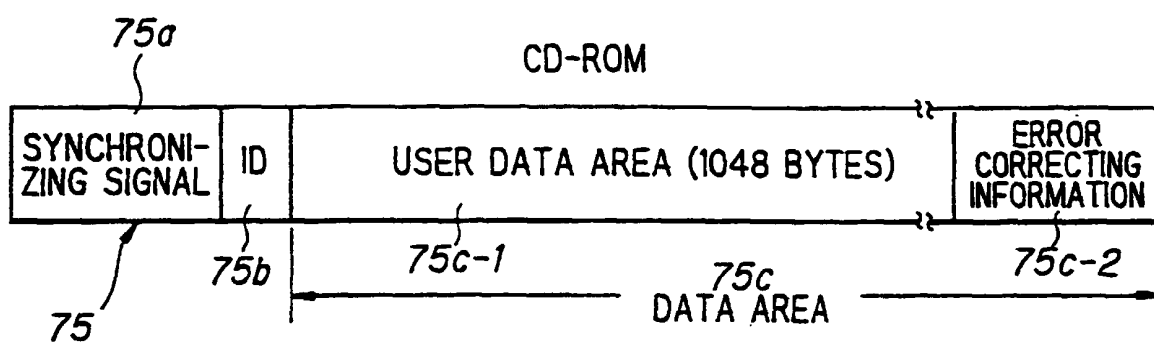 75a
CD-ROM
SYNCHRONI-
ZING SIGNAL
ID
USER DATA AREA (1048 BYTES)
ERROR
CORRECTING
INFORMATION
75
75b
75c-1
75c
75c-2
DATA AREA